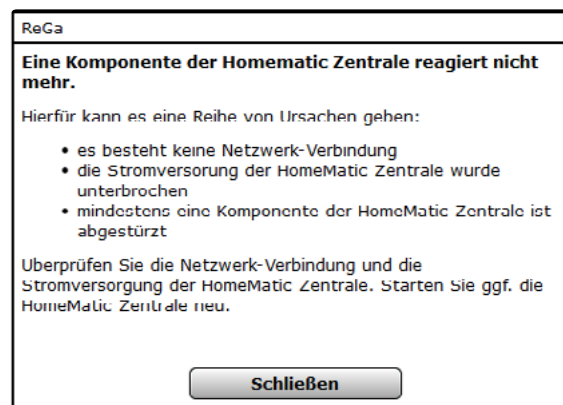 ReGa
Eine Komponente der Homematic Zentrale reagiert nicht
mehr.
Hierfür kann es eine Reihe von Ursachen geben:
• es besteht keine Netzwerk-Verbindung
• die Stromversorung der HomeMatic Zentrale wurde
unterbrochen
• mindestens eine Komponente der HomeMatic Zentrale ist
abgestürzt
Uberprüfen Sie die Netzwerk-Verbindung und die
Stromversorgung der HomeMatic Zentrale. Starten Sie ggf. die
HomeMatic Zentrale neu.
Schließen